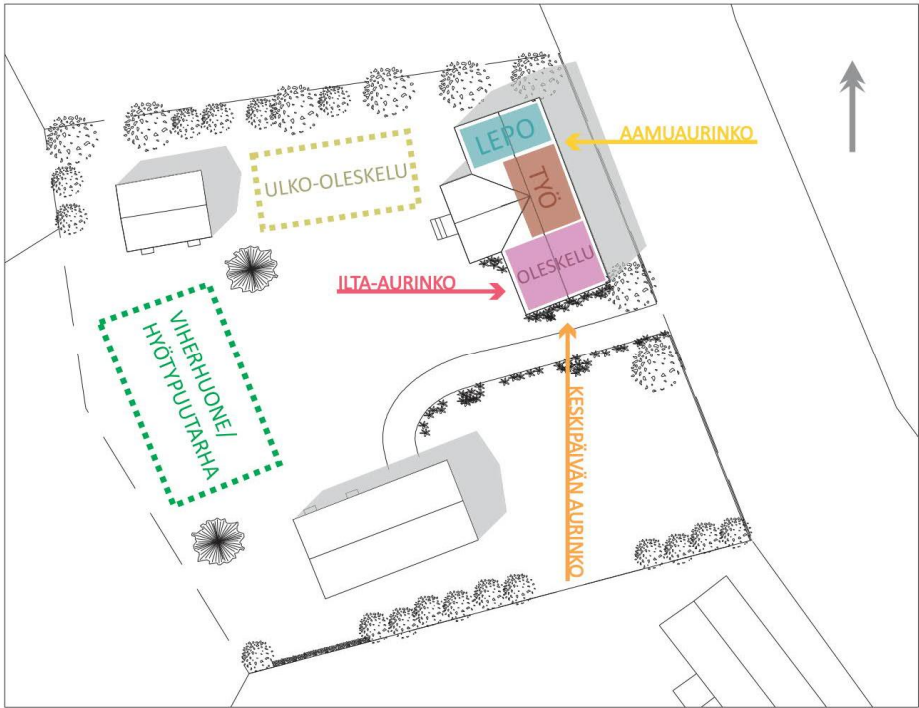 LEPO
AAMUAURINKO
TYÖ
ULKO-OLESKELU
OLESKELU
ILTA-AURINKO
VIHERHUONE/
HYÖTYPUUTARHA
KESKIPÄIVÄN AURINKO